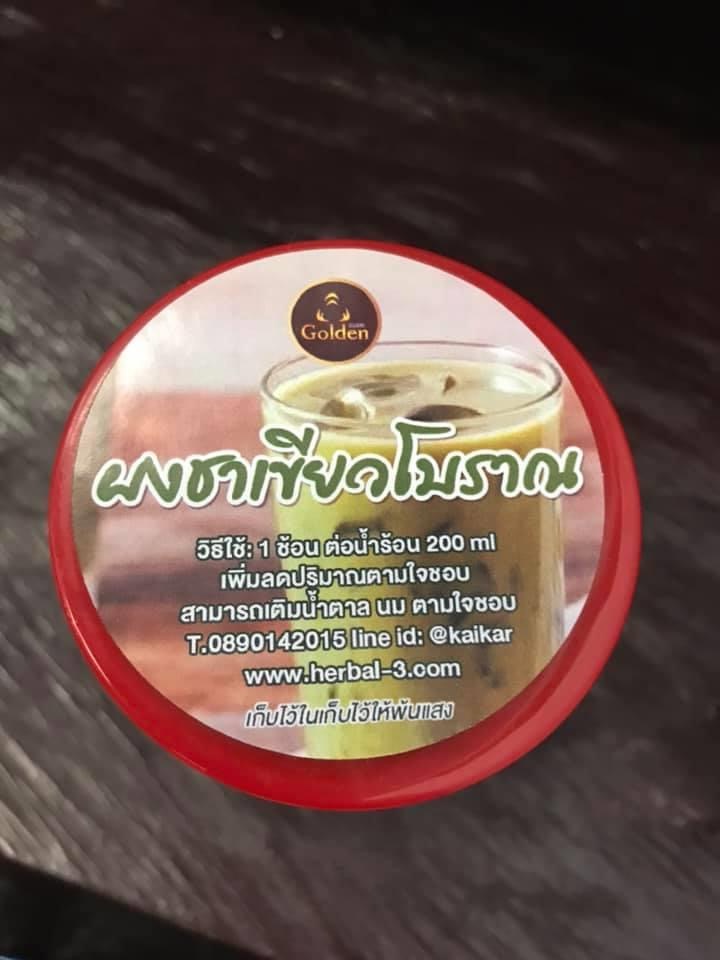 Golden
ผงชาเขียวโบราณ
วิธีใช้: 1 ช้อน ต่อน้ำร้อน 200 ml
เพิ่มลดปริมาณตามใจชอบ
สามารถเติมน้ำตาล นม ตามใจชอบ
T.0890142015 line id: @kaikar
www.herbal-3.com
เก็บไว้ในเก็บไว้ให้พ้นแสง